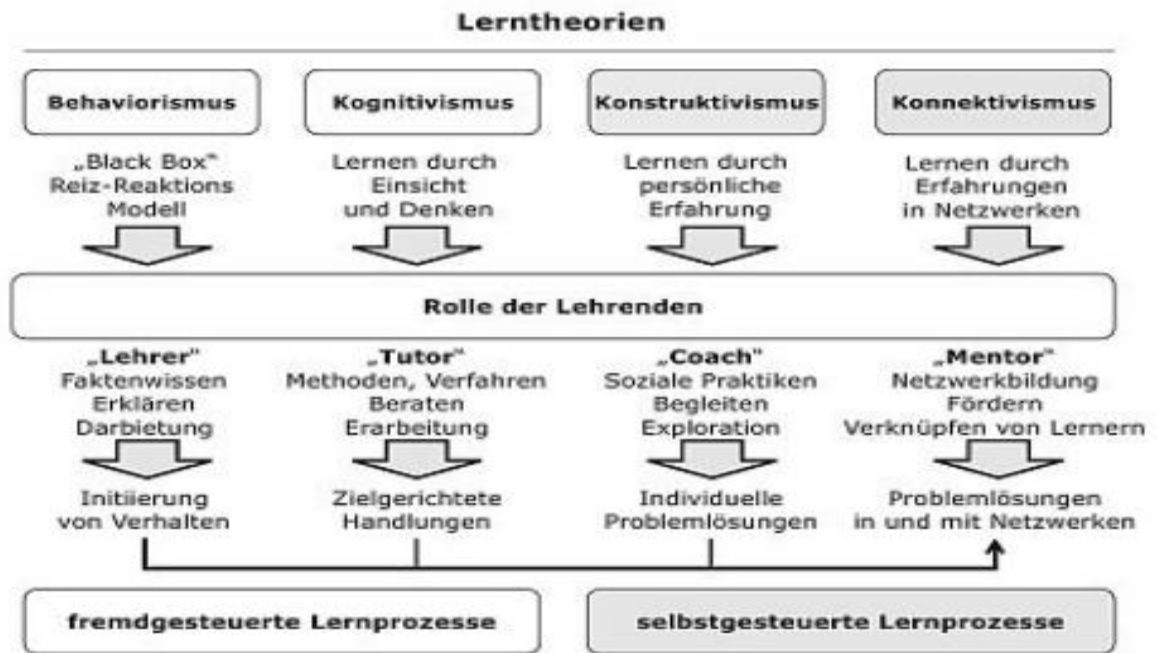 Lerntheorien
Behaviorismus
Kognitivismus
Konstruktivismus
Konnektivismus
„Black Box"
Reiz-Reaktions
Modell
Lernen durch
Einsicht
und Denken
Lernen durch
persönliche
Erfahrung
Lernen durch
Erfahrungen
in Netzwerken
Rolle der Lehrenden
„Lehrer"
Faktenwissen
Erklären
Darbietung
„Tutor"
Methoden, Verfahren
Beraten
Erarbeitung
„Coach"
Soziale Praktiken
Begleiten
Exploration
„Mentor"
Netzwerkbildung
Fördern
Verknüpfen von Lernern
Initiierung
von Verhalten
Zielgerichtete
Handlungen
Individuelle
Problemlösungen
Problemlösungen
in und mit Netzwerken
fremdgesteuerte Lernprozesse
selbstgesteuerte Lernprozesse